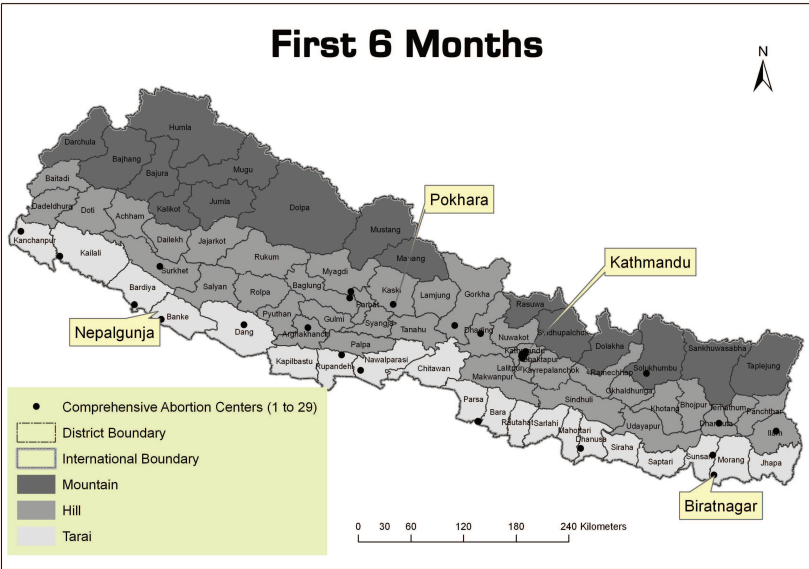 First 6 Months
N
Humla
Darchula
Bajhang
Bajura
Mugu
Baitadi
Dadeldhura
Doti
Achham
Kalikot
Jumla
Dolpa
Mustang
Pokhara
Kanchanpur
Kailali
Dailekh
Jajarkot
Rukum
Manang
Kathmandu
Surkhet
Myagdi
Kaski
Lamjung
Gorkha
Rasuwa
Sindhupalchok
Bardiya
Salyan
Rolpa
Baglung
Parbat
Nepalgunja
Banke
Dang
Pyuthan
Gulmi
Syangja
Tanahu
Dhading
Nuwakot
Dolakha
Sankhuwasabha
Arghakhanchi
Palpa
Kathmandu
Bhaktapur
Lalitpur
Kavrepalanchok
Ramechhap
Solukhumbu
Taplejung
Kapilbastu
Rupandehi
Nawalparasi
Chitawan
Makwanpur
Sindhuli
Okhaldhunga
Khotang
Bhojpur
Terhathum
Panchthar
Parsa
Bara
Rautahat
Sarlahi
Mahottari
Dhanusa
Siraha
Udayapur
Saptari
Dhankuta
Ilam
Sunsari
Morang
Jhapa
Biratnagar
Comprehensive Abortion Centers (1 to 29)
District Boundary
International Boundary
Mountain
Hill
Tarai
0 30 60 120 180 240 Kilometers